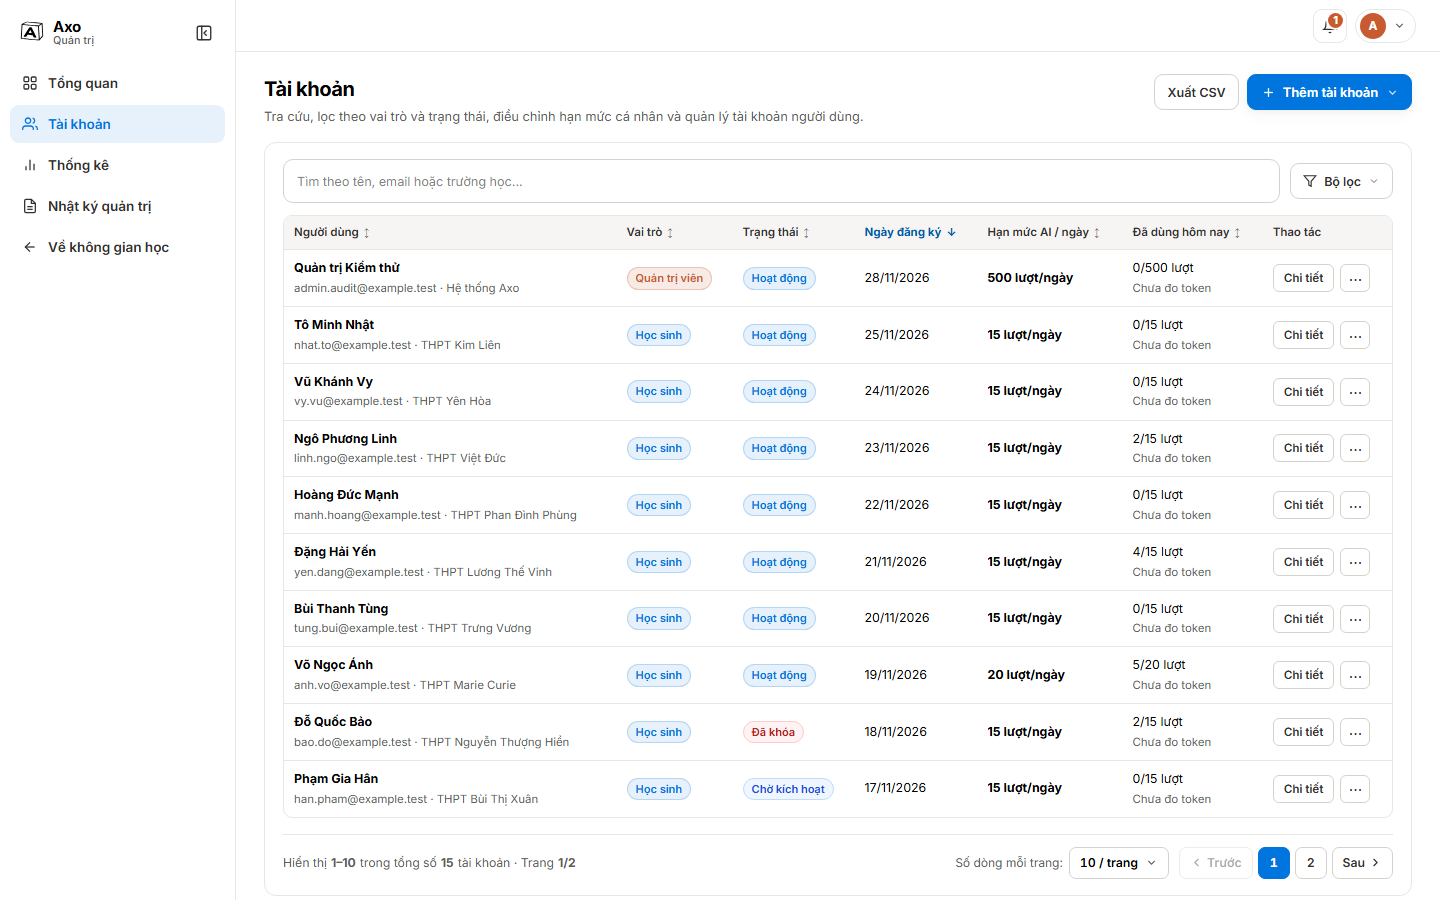 Axo
Quản trị
1
A
Tổng quan
Tài khoản
Thống kê
Nhật ký quản trị
Về không gian học
Tài khoản
Tra cứu, lọc theo vai trò và trạng thái, điều chỉnh hạn mức cá nhân và quản lý tài khoản người dùng.
Xuất CSV
Thêm tài khoản
Tìm theo tên, email hoặc trường học...
Bộ lọc
Người dùng Vai trò Trạng thái Ngày đăng ký Hạn mức AI / ngày Đã dùng hôm nay Thao tác
Quản trị Kiểm thử
admin.audit@example.test · Hệ thống Axo
Quản trị viên Hoạt động 28/11/2026 500 lượt/ngày
0/500 lượt
Chưa đo token
Chi tiết ...
Tô Minh Nhật
nhat.to@example.test · THPT Kim Liên
Học sinh Hoạt động 25/11/2026 15 lượt/ngày
0/15 lượt
Chưa đo token
Chi tiết ...
Vũ Khánh Vy
vy.vu@example.test · THPT Yên Hòa
Học sinh Hoạt động 24/11/2026 15 lượt/ngày
0/15 lượt
Chưa đo token
Chi tiết ...
Ngô Phương Linh
linh.ngo@example.test · THPT Việt Đức
Học sinh Hoạt động 23/11/2026 15 lượt/ngày
2/15 lượt
Chưa đo token
Chi tiết ...
Hoàng Đức Mạnh
manh.hoang@example.test · THPT Phan Đình Phùng
Học sinh Hoạt động 22/11/2026 15 lượt/ngày
0/15 lượt
Chưa đo token
Chi tiết ...
Đặng Hải Yến
yen.dang@example.test · THPT Lương Thế Vinh
Học sinh Hoạt động 21/11/2026 15 lượt/ngày
4/15 lượt
Chưa đo token
Chi tiết ...
Bùi Thanh Tùng
tung.bui@example.test · THPT Trưng Vương
Học sinh Hoạt động 20/11/2026 15 lượt/ngày
0/15 lượt
Chưa đo token
Chi tiết ...
Võ Ngọc Ánh
anh.vo@example.test · THPT Marie Curie
Học sinh Hoạt động 19/11/2026 20 lượt/ngày
5/20 lượt
Chưa đo token
Chi tiết ...
Đỗ Quốc Bảo
bao.do@example.test · THPT Nguyễn Thượng Hiền
Học sinh Đã khóa 18/11/2026 15 lượt/ngày
2/15 lượt
Chưa đo token
Chi tiết ...
Phạm Gia Hân
han.pham@example.test · THPT Bùi Thị Xuân
Học sinh Chờ kích hoạt 17/11/2026 15 lượt/ngày
0/15 lượt
Chưa đo token
Chi tiết ...
Hiển thị 1–10 trong tổng số 15 tài khoản · Trang 1/2
Số dòng mỗi trang: 10 / trang Trước 1 2 Sau